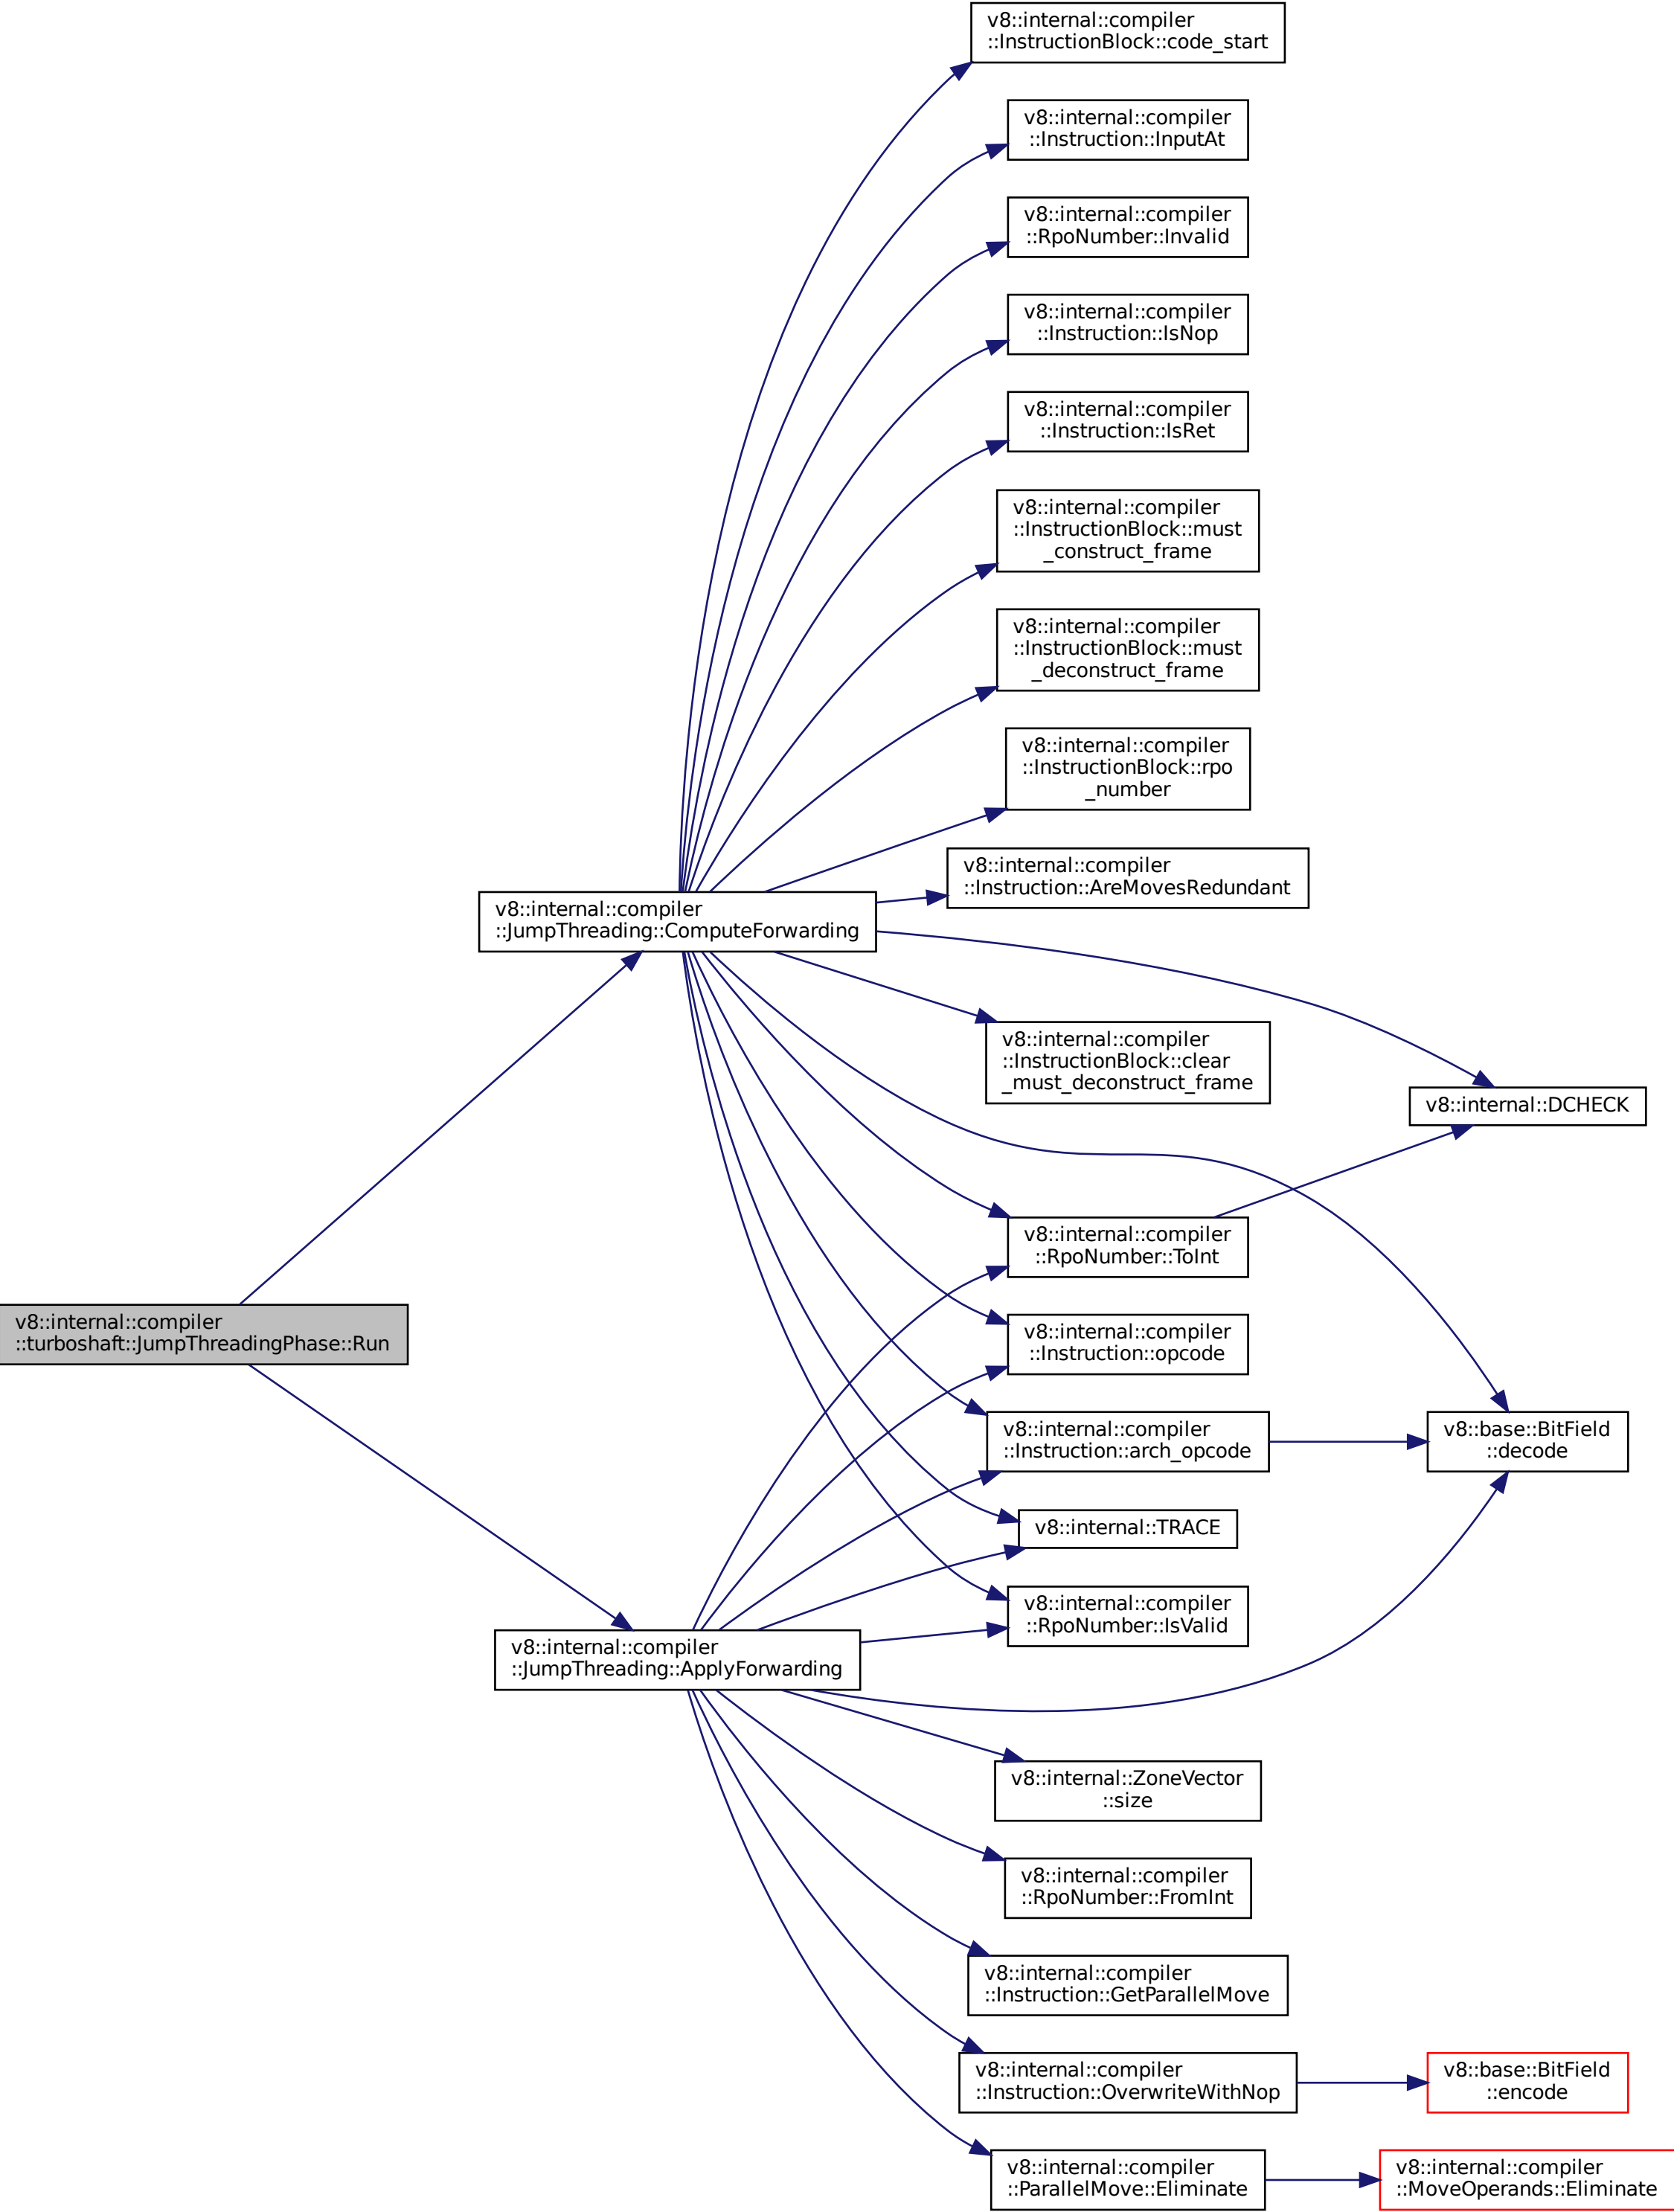 v8::internal::compiler
::InstructionBlock::code_start
v8::internal::compiler
::Instruction::InputAt
v8::internal::compiler
::RpoNumber::Invalid
v8::internal::compiler
::Instruction::IsNop
v8::internal::compiler
::Instruction::IsRet
v8::internal::compiler
::InstructionBlock::must
_construct_frame
v8::internal::compiler
::InstructionBlock::must
_deconstruct_frame
v8::internal::compiler
::InstructionBlock::rpo
_number
v8::internal::compiler
::Instruction::AreMovesRedundant
v8::internal::compiler
::JumpThreading::ComputeForwarding
v8::internal::compiler
::InstructionBlock::clear
_must_deconstruct_frame
v8::internal::DCHECK
v8::internal::compiler
::RpoNumber::ToInt
v8::internal::compiler
::turboshaft::JumpThreadingPhase::Run
v8::internal::compiler
::Instruction::opcode
v8::internal::compiler
::Instruction::arch_opcode
v8::base::BitField
::decode
v8::internal::TRACE
v8::internal::compiler
::RpoNumber::IsValid
v8::internal::compiler
::JumpThreading::ApplyForwarding
v8::internal::ZoneVector
::size
v8::internal::compiler
::RpoNumber::FromInt
v8::internal::compiler
::Instruction::GetParallelMove
v8::internal::compiler
::Instruction::OverwriteWithNop
v8::base::BitField
::encode
v8::internal::compiler
::ParallelMove::Eliminate
v8::internal::compiler
::MoveOperands::Eliminate